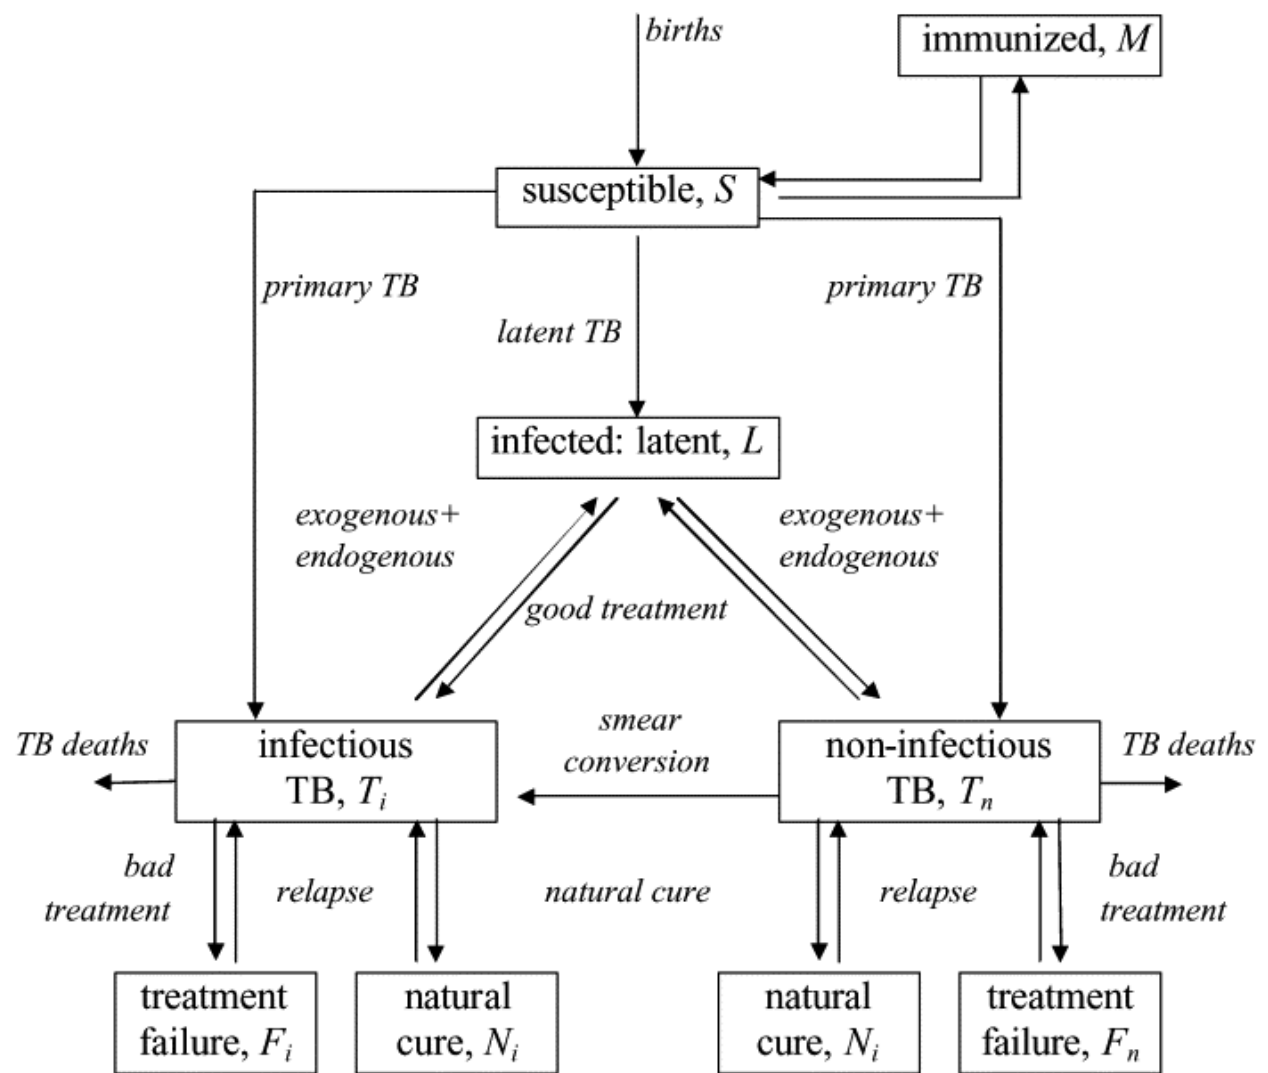 births
immunized, M
susceptible, S
primary TB
primary TB
latent TB
infected: latent, L
exogenous+
endogenous
exogenous+
endogenous
good treatment
TB deaths
infectious
TB, Ti
smear
conversion
non-infectious
TB, Tn
TB deaths
bad
treatment
relapse
natural cure
relapse
bad
treatment
treatment
failure, Fi
natural
cure, Ni
natural
cure, Ni
treatment
failure, Fn